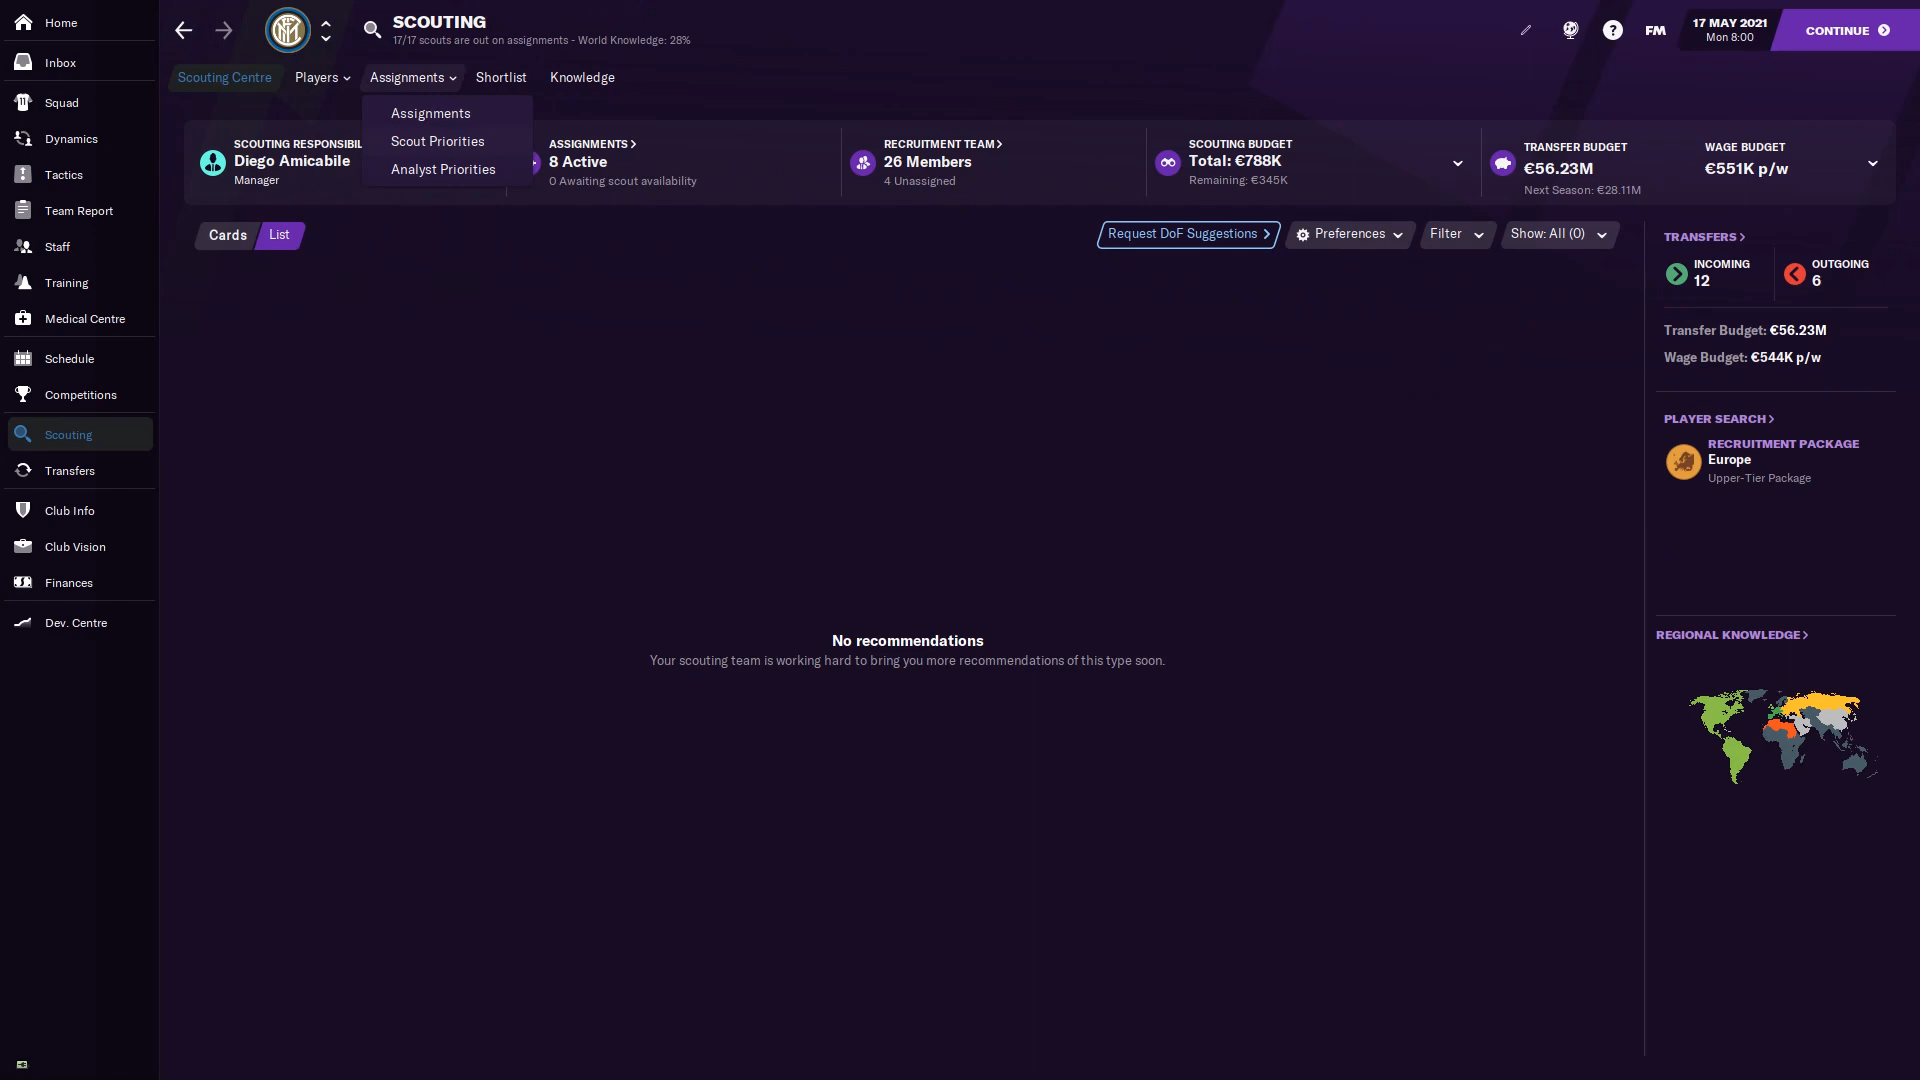 Home
Inbox
Squad
Dynamics
Tactics
Team Report
Staff
Training
Medical Centre
Schedule
Competitions
Scouting
Transfers
Club Info
Club Vision
Finances
Dev. Centre
SCOUTING
17/17 scouts are out on assignments - World Knowledge: 28%
FM
17 MAY 2021
Mon 8:00
CONTINUE
Scouting Centre
Players
Assignments
Shortlist
Knowledge
Assignments
Scout Priorities
Analyst Priorities
SCOUTING RESPONSIBIL
Diego Amicabile
Manager
ASSIGNMENTS
8 Active
0 Awaiting scout availability
RECRUITMENT TEAM
26 Members
4 Unassigned
SCOUTING BUDGET
Total: €788K
Remaining: €345K
TRANSFER BUDGET
€56.23M
Next Season: €28.11M
WAGE BUDGET
€551K p/w
Cards
List
Request DoF Suggestions
Preferences
Filter
Show: All (0)
No recommendations
Your scouting team is working hard to bring you more recommendations of this type soon.
TRANSFERS
INCOMING
12
OUTGOING
6
Transfer Budget: €56.23M
Wage Budget: €544K p/w
PLAYER SEARCH
RECRUITMENT PACKAGE
Europe
Upper-Tier Package
REGIONAL KNOWLEDGE